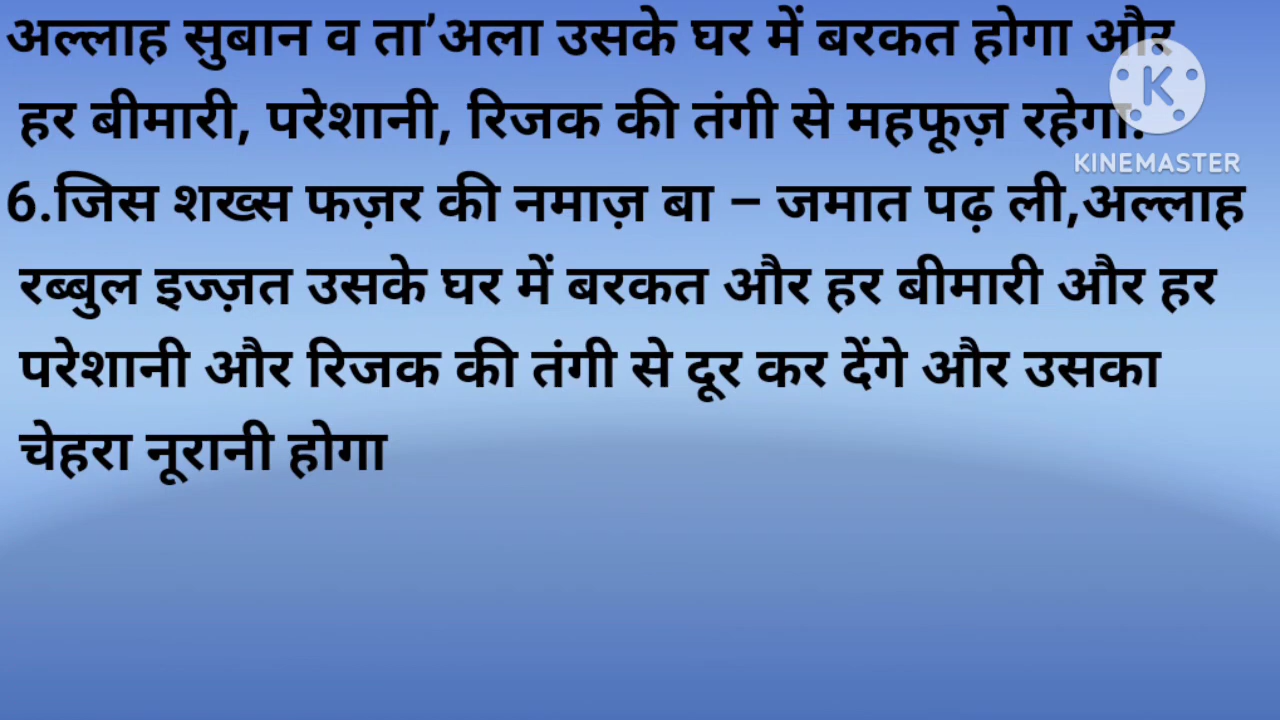 अल्लाह सुबान व ता’अला उसके घर में बरकत होगा और
हर बीमारी, परेशानी, रिजक की तंगी से महफूज़ रहेगा.
KINEMASTER
6.जिस शख्स फज़र की नमाज़ बा – जमात पढ़ ली,अल्लाह
रब्बुल इज्ज़त उसके घर में बरकत और हर बीमारी और हर
परेशानी और रिजक की तंगी से दूर कर देंगे और उसका
चेहरा नूरानी होगा